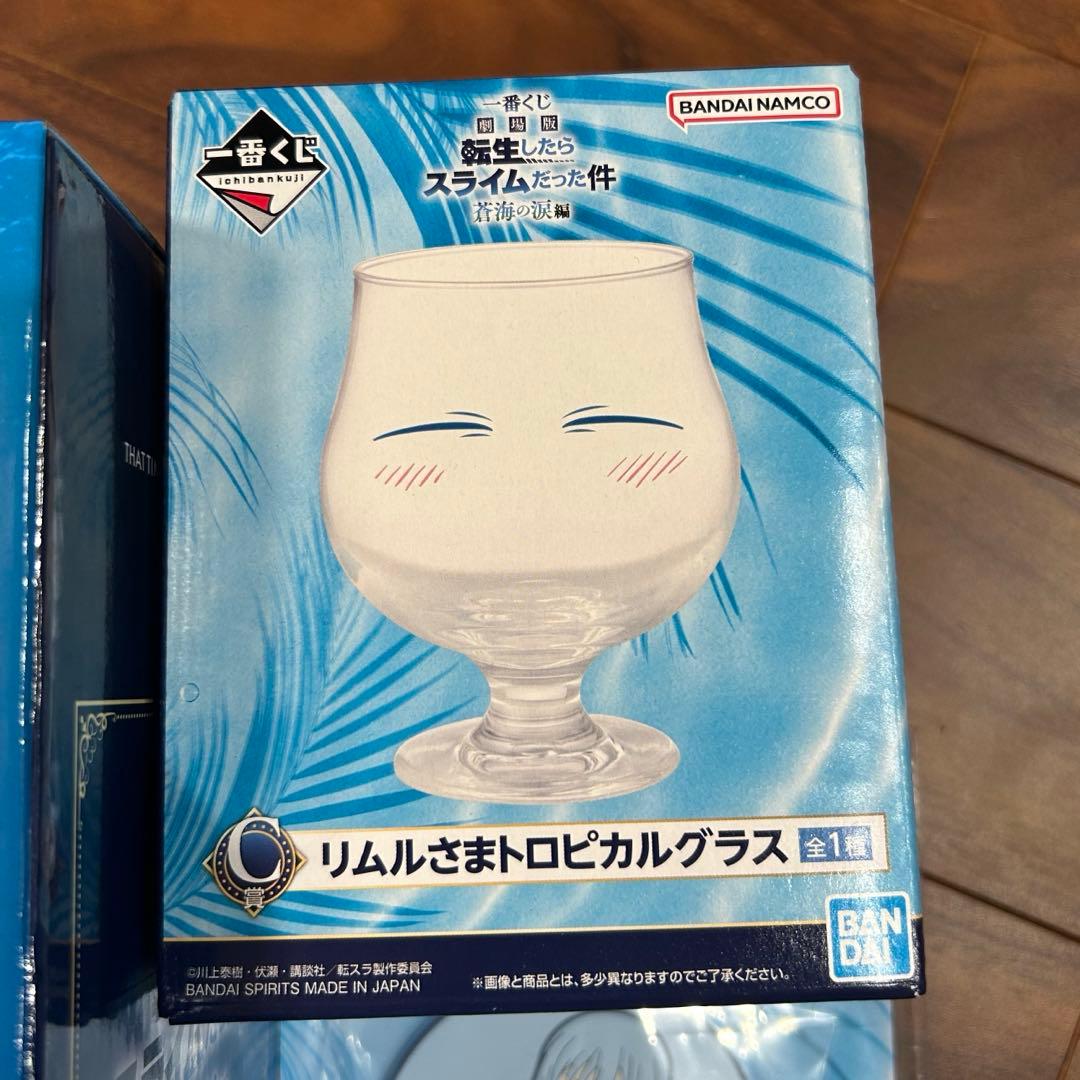 一番くじ
ichibankuji
一番くじ
劇場版
転生したら
スライムだった件
蒼海の涙編
BANDAI NAMCO
THAT TI
C
賞
リムルさまトロピカルグラス
全1種
BAN
DAI
©川上泰樹・伏瀬・講談社／転スラ製作委員会
BANDAI SPIRITS MADE IN JAPAN
※画像と商品とは、多少異なりますのでご了承ください。